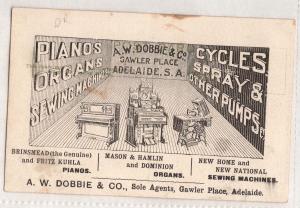 PIANOS
ORGANS
SEWING MACHINES
A. W. DOBBIE & Co
GAWLER PLACE
ADELAIDE, S.A.
CYCLES
SPRAY &
OTHER PUMPS
BRINSMEAD (the Genuine)
and FRITZ KUHLA
PIANOS.
MASON & HAMLIN
and DOMINION
ORGANS.
NEW HOME and
NEW NATIONAL
SEWING MACHINES.
A. W. DOBBIE & CO., Sole Agents, Gawler Place, Adelaide.